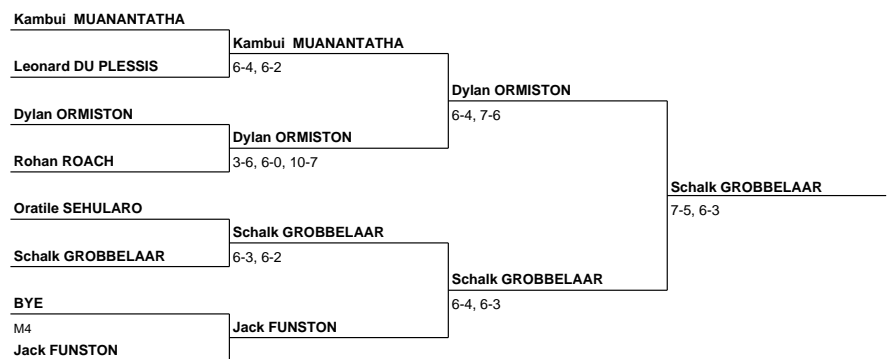 Kambui  MUANANTATHA
Kambui  MUANANTATHA
Leonard DU PLESSIS
6-4, 6-2
Dylan ORMISTON
Dylan ORMISTON
6-4, 7-6
Dylan ORMISTON
Rohan ROACH
3-6, 6-0, 10-7
Schalk GROBBELAAR
Oratile SEHULARO
7-5, 6-3
Schalk GROBBELAAR
Schalk GROBBELAAR
6-3, 6-2
Schalk GROBBELAAR
BYE
6-4, 6-3
M4
Jack FUNSTON
Jack FUNSTON